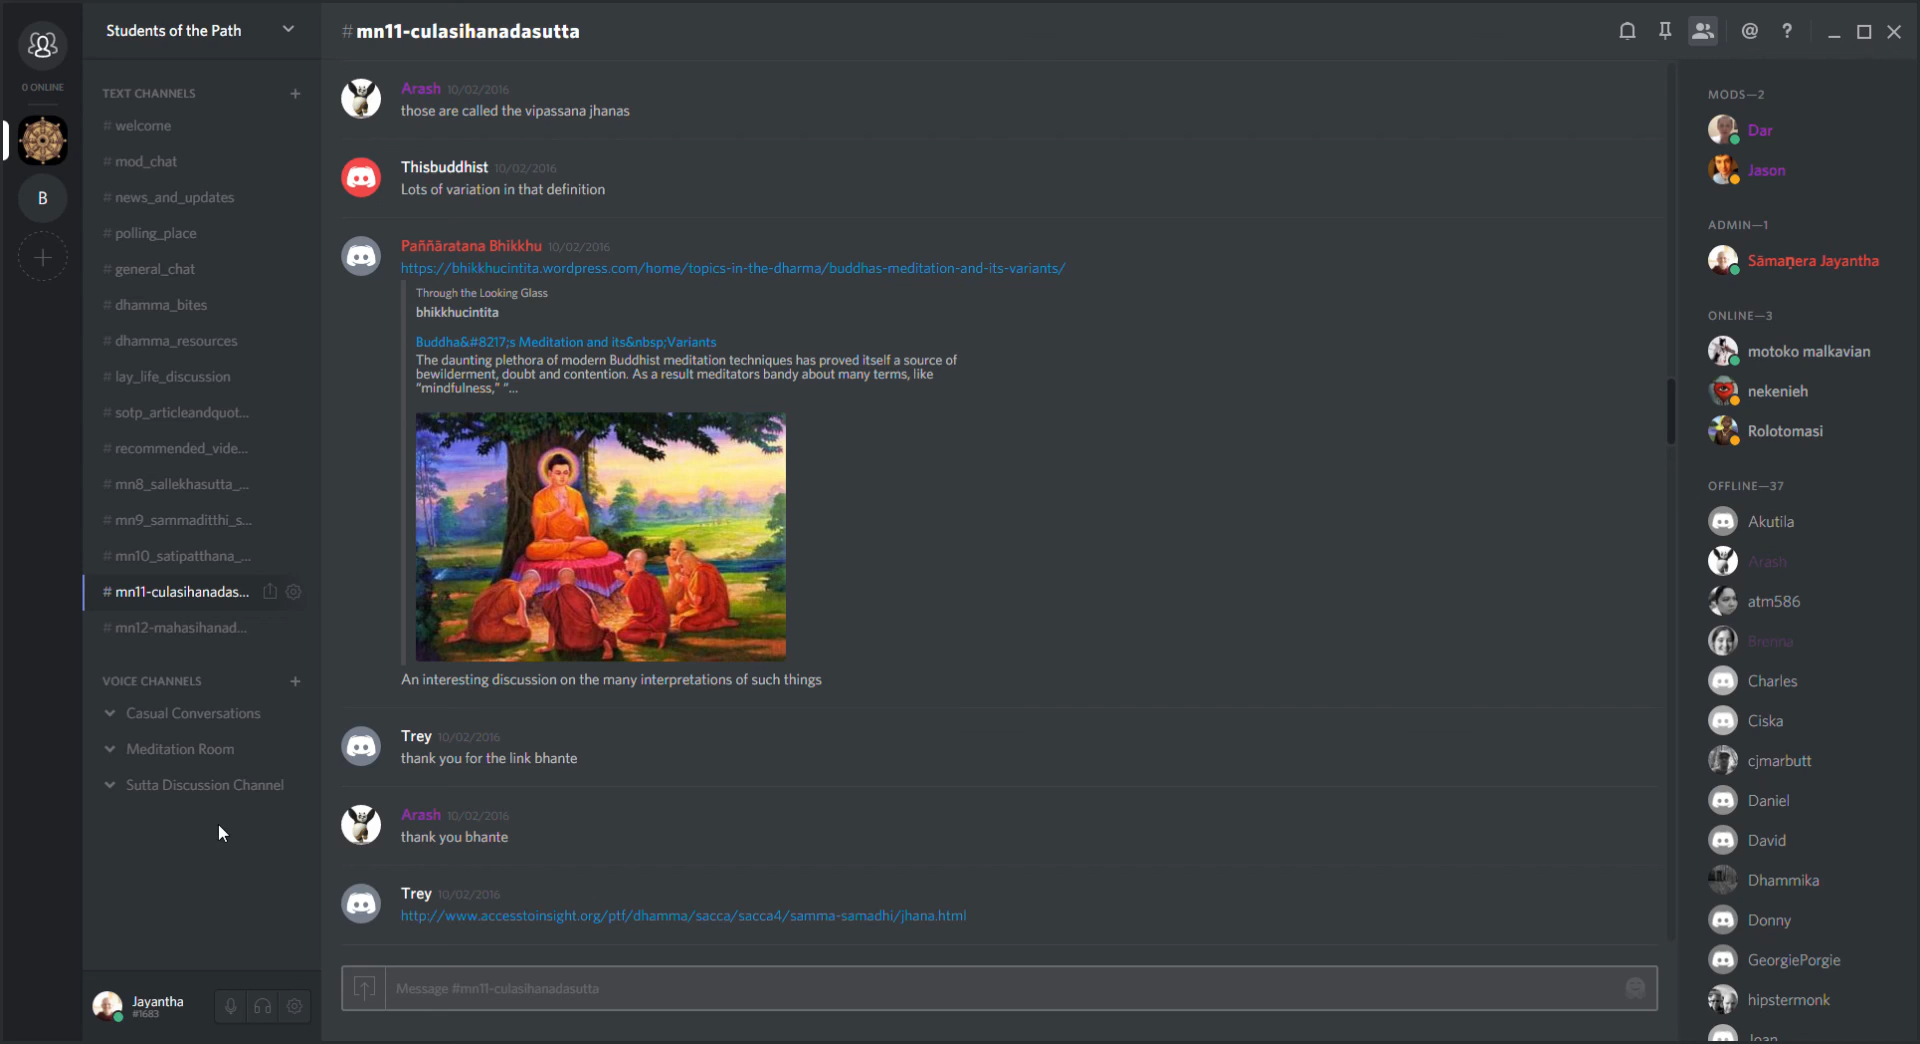 0 ONLINE
B
Students of the Path
TEXT CHANNELS
# welcome
# mod_chat
# news_and_updates
# polling_place
# general_chat
# dhamma_bites
# dhamma_resources
# lay_life_discussion
# sotp_articleandquot...
# recommended_vide...
# mn8_sallekhasutta_...
# mn9_sammaditthi_s...
# mn10_satipatthana_...
# mn11-culasihanadas...
# mn12-mahasihanad...
VOICE CHANNELS
Casual Conversations
Meditation Room
Sutta Discussion Channel
Jayantha
#1683
#mn11-culasihanadasutta
Arash 10/02/2016
those are called the vipassana jhanas
Thisbuddhist 10/02/2016
Lots of variation in that definition
Paññāratana Bhikkhu 10/02/2016
https://bhikkhucintita.wordpress.com/home/topics-in-the-dharma/buddhas-meditation-and-its-variants/
Through the Looking Glass
bhikkhucintita
Buddha&#8217;s Meditation and its&nbsp;Variants
The daunting plethora of modern Buddhist meditation techniques has proved itself a source of
bewilderment, doubt and contention. As a result meditators bandy about many terms, like
“mindfulness,” “...
An interesting discussion on the many interpretations of such things
Trey 10/02/2016
thank you for the link bhante
Arash 10/02/2016
thank you bhante
Trey 10/02/2016
http://www.accesstoinsight.org/ptf/dhamma/sacca/sacca4/samma-samadhi/jhana.html
Message #mn11-culasihanadasutta
MODS—2
Dar
Jason
ADMIN—1
Sāmaṇera Jayantha
ONLINE—3
motoko malkavian
nekenieh
Rolotomasi
OFFLINE—37
Akutila
Arash
atm586
Brenna
Charles
Ciska
cjmarbutt
Daniel
David
Dhammika
Donny
GeorgiePorgie
hipstermonk